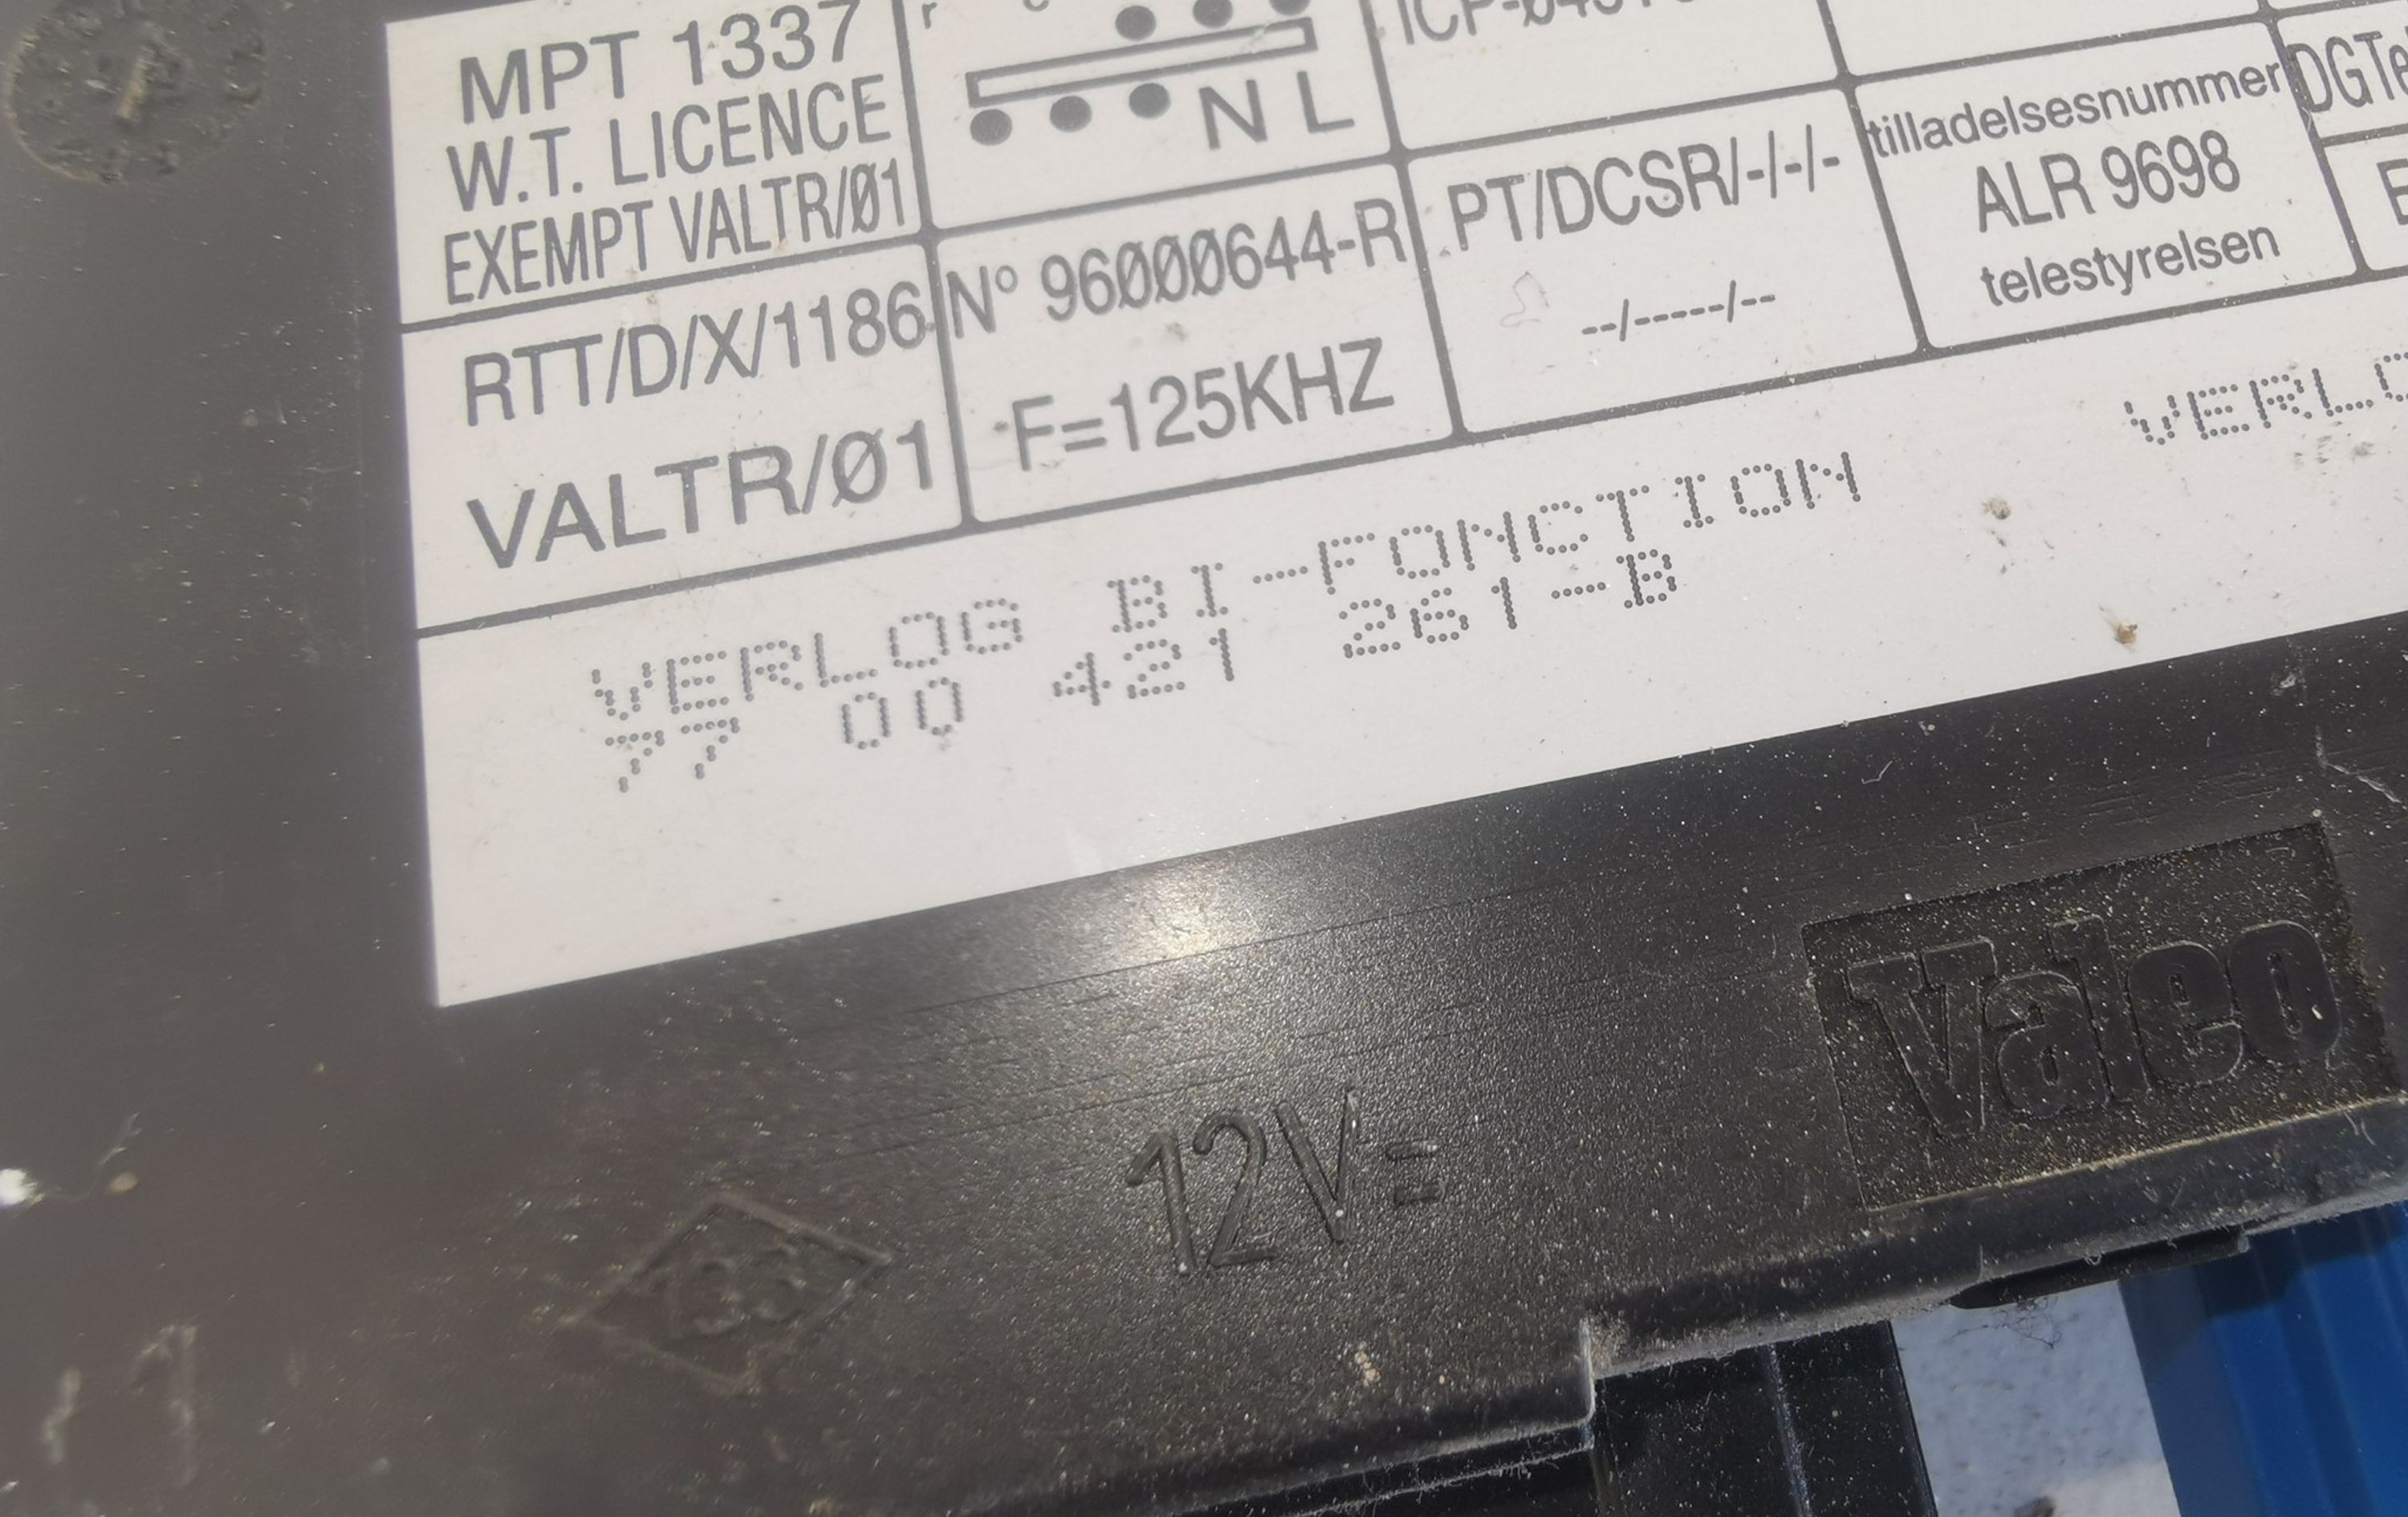 MPT 1337
W.T. LICENCE
EXEMPT VALTR/Ø1
N L
tilladelsesnummer
ALR 9698
telestyrelsen
PT/DCSR/-/-/-
--/-----/--
N° 96ØØØ644-R
F=125KHZ
RTT/D/X/1186
VALTR/Ø1
VERLOG BI-FONCTION
77 00 421 261-B
Valeo
12V=